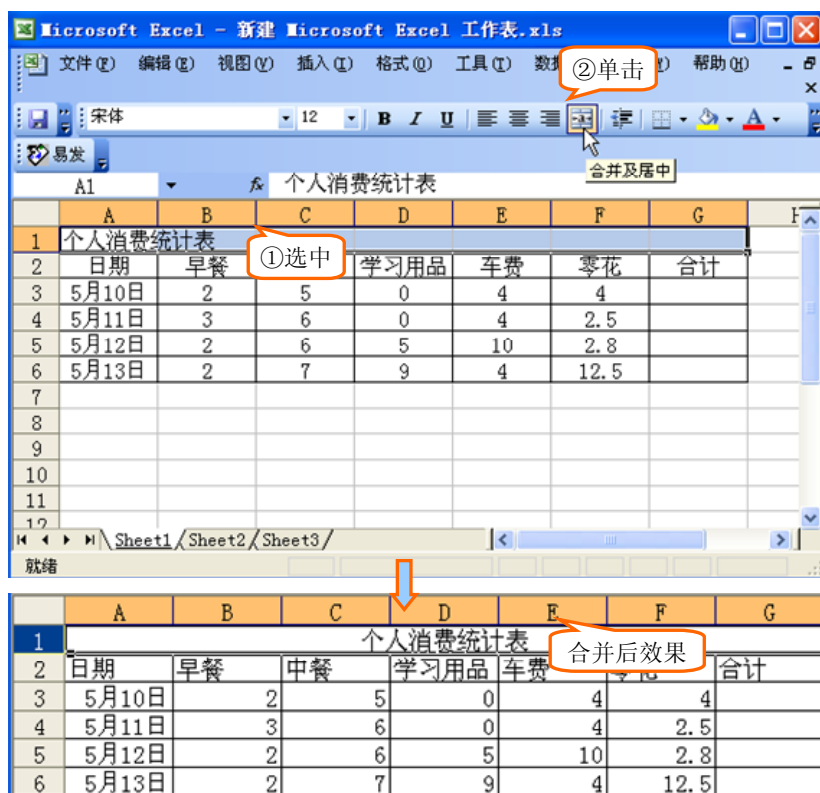 Microsoft Excel - 新建 Microsoft Excel 工作表.xls
文件(F) 编辑(E) 视图(V) 插入(I) 格式(O) 工具(T) 数据 帮助(H)
②单击
宋体 12 B I U
合并及居中
易发
A1 fx 个人消费统计表
A B C D E F G H
1 个人消费统计表
①选中
2 日期 早餐 学习用品 车费 零花 合计
3 5月10日 2 5 0 4 4
4 5月11日 3 6 0 4 2.5
5 5月12日 2 6 5 10 2.8
6 5月13日 2 7 9 4 12.5
7
8
9
10
11
12
Sheet1 Sheet2 Sheet3
就绪
A B C D E F G
1 个人消费统计表
合并后效果
2 日期 早餐 中餐 学习用品 车费 合计
3 5月10日 2 5 0 4 4
4 5月11日 3 6 0 4 2.5
5 5月12日 2 6 5 10 2.8
6 5月13日 2 7 9 4 12.5